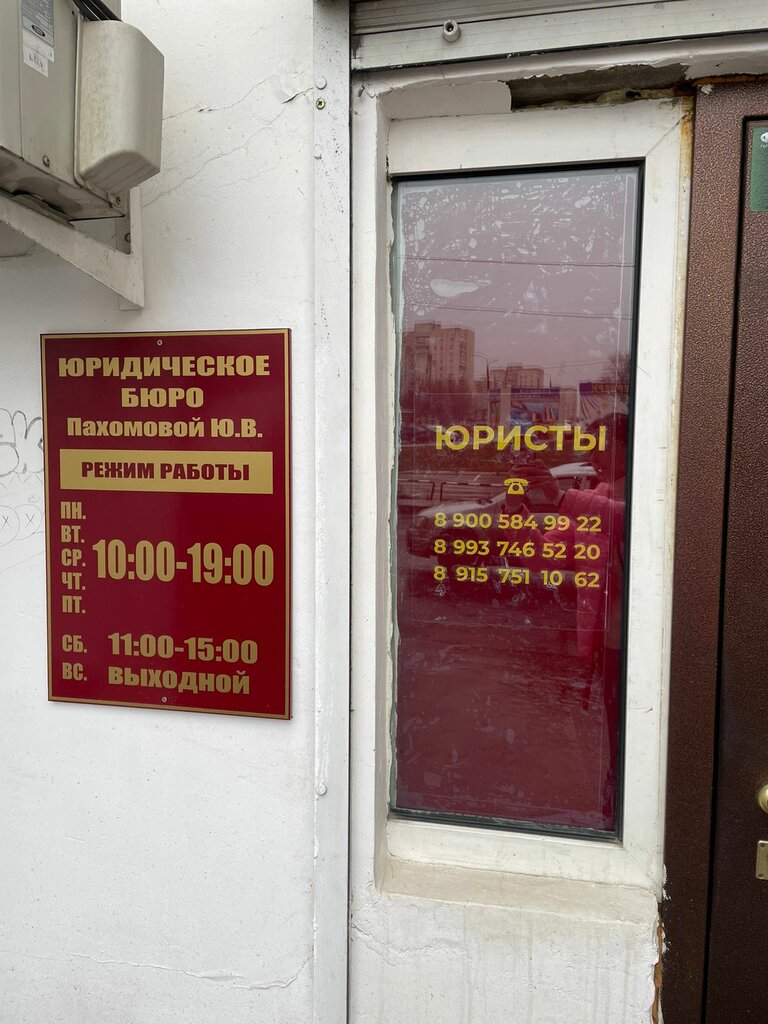 ЮРИДИЧЕСКОЕ
БЮРО
Пахомовой Ю.В.
РЕЖИМ РАБОТЫ
ПН.
ВТ.
СР. 10:00-19:00
ЧТ.
ПТ.
СБ. 11:00-15:00
ВС. ВЫХОДНОЙ
ЮРИСТЫ
8 900 584 99 22
8 993 746 52 20
8 915 751 10 62